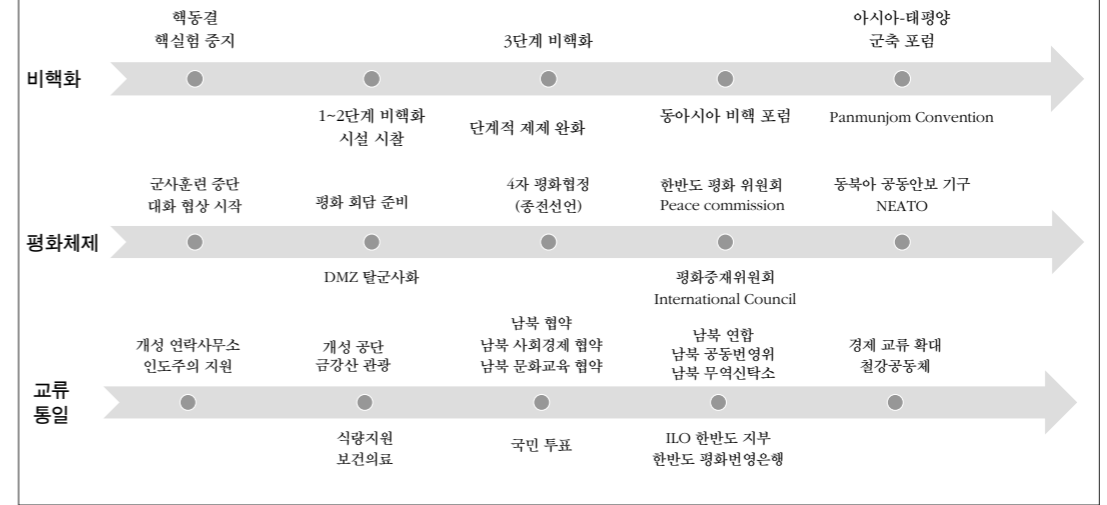 핵동결
핵실험 중지
3단계 비핵화
아시아-태평양
군축 포럼
비핵화
1~2단계 비핵화
시설 시찰
단계적 제제 완화
동아시아 비핵 포럼
Panmunjom Convention
군사훈련 중단
대화 협상 시작
평화 회담 준비
4자 평화협정
(종전선언)
한반도 평화 위원회
Peace commission
동북아 공동안보 기구
NEATO
평화체제
DMZ 탈군사화
평화중재위원회
International Council
개성 연락사무소
인도주의 지원
개성 공단
금강산 관광
남북 협약
남북 사회경제 협약
남북 문화교육 협약
남북 연합
남북 공동번영위
남북 무역신탁소
경제 교류 확대
철강공동체
교류
통일
식량지원
보건의료
국민 투표
ILO 한반도 지부
한반도 평화번영은행